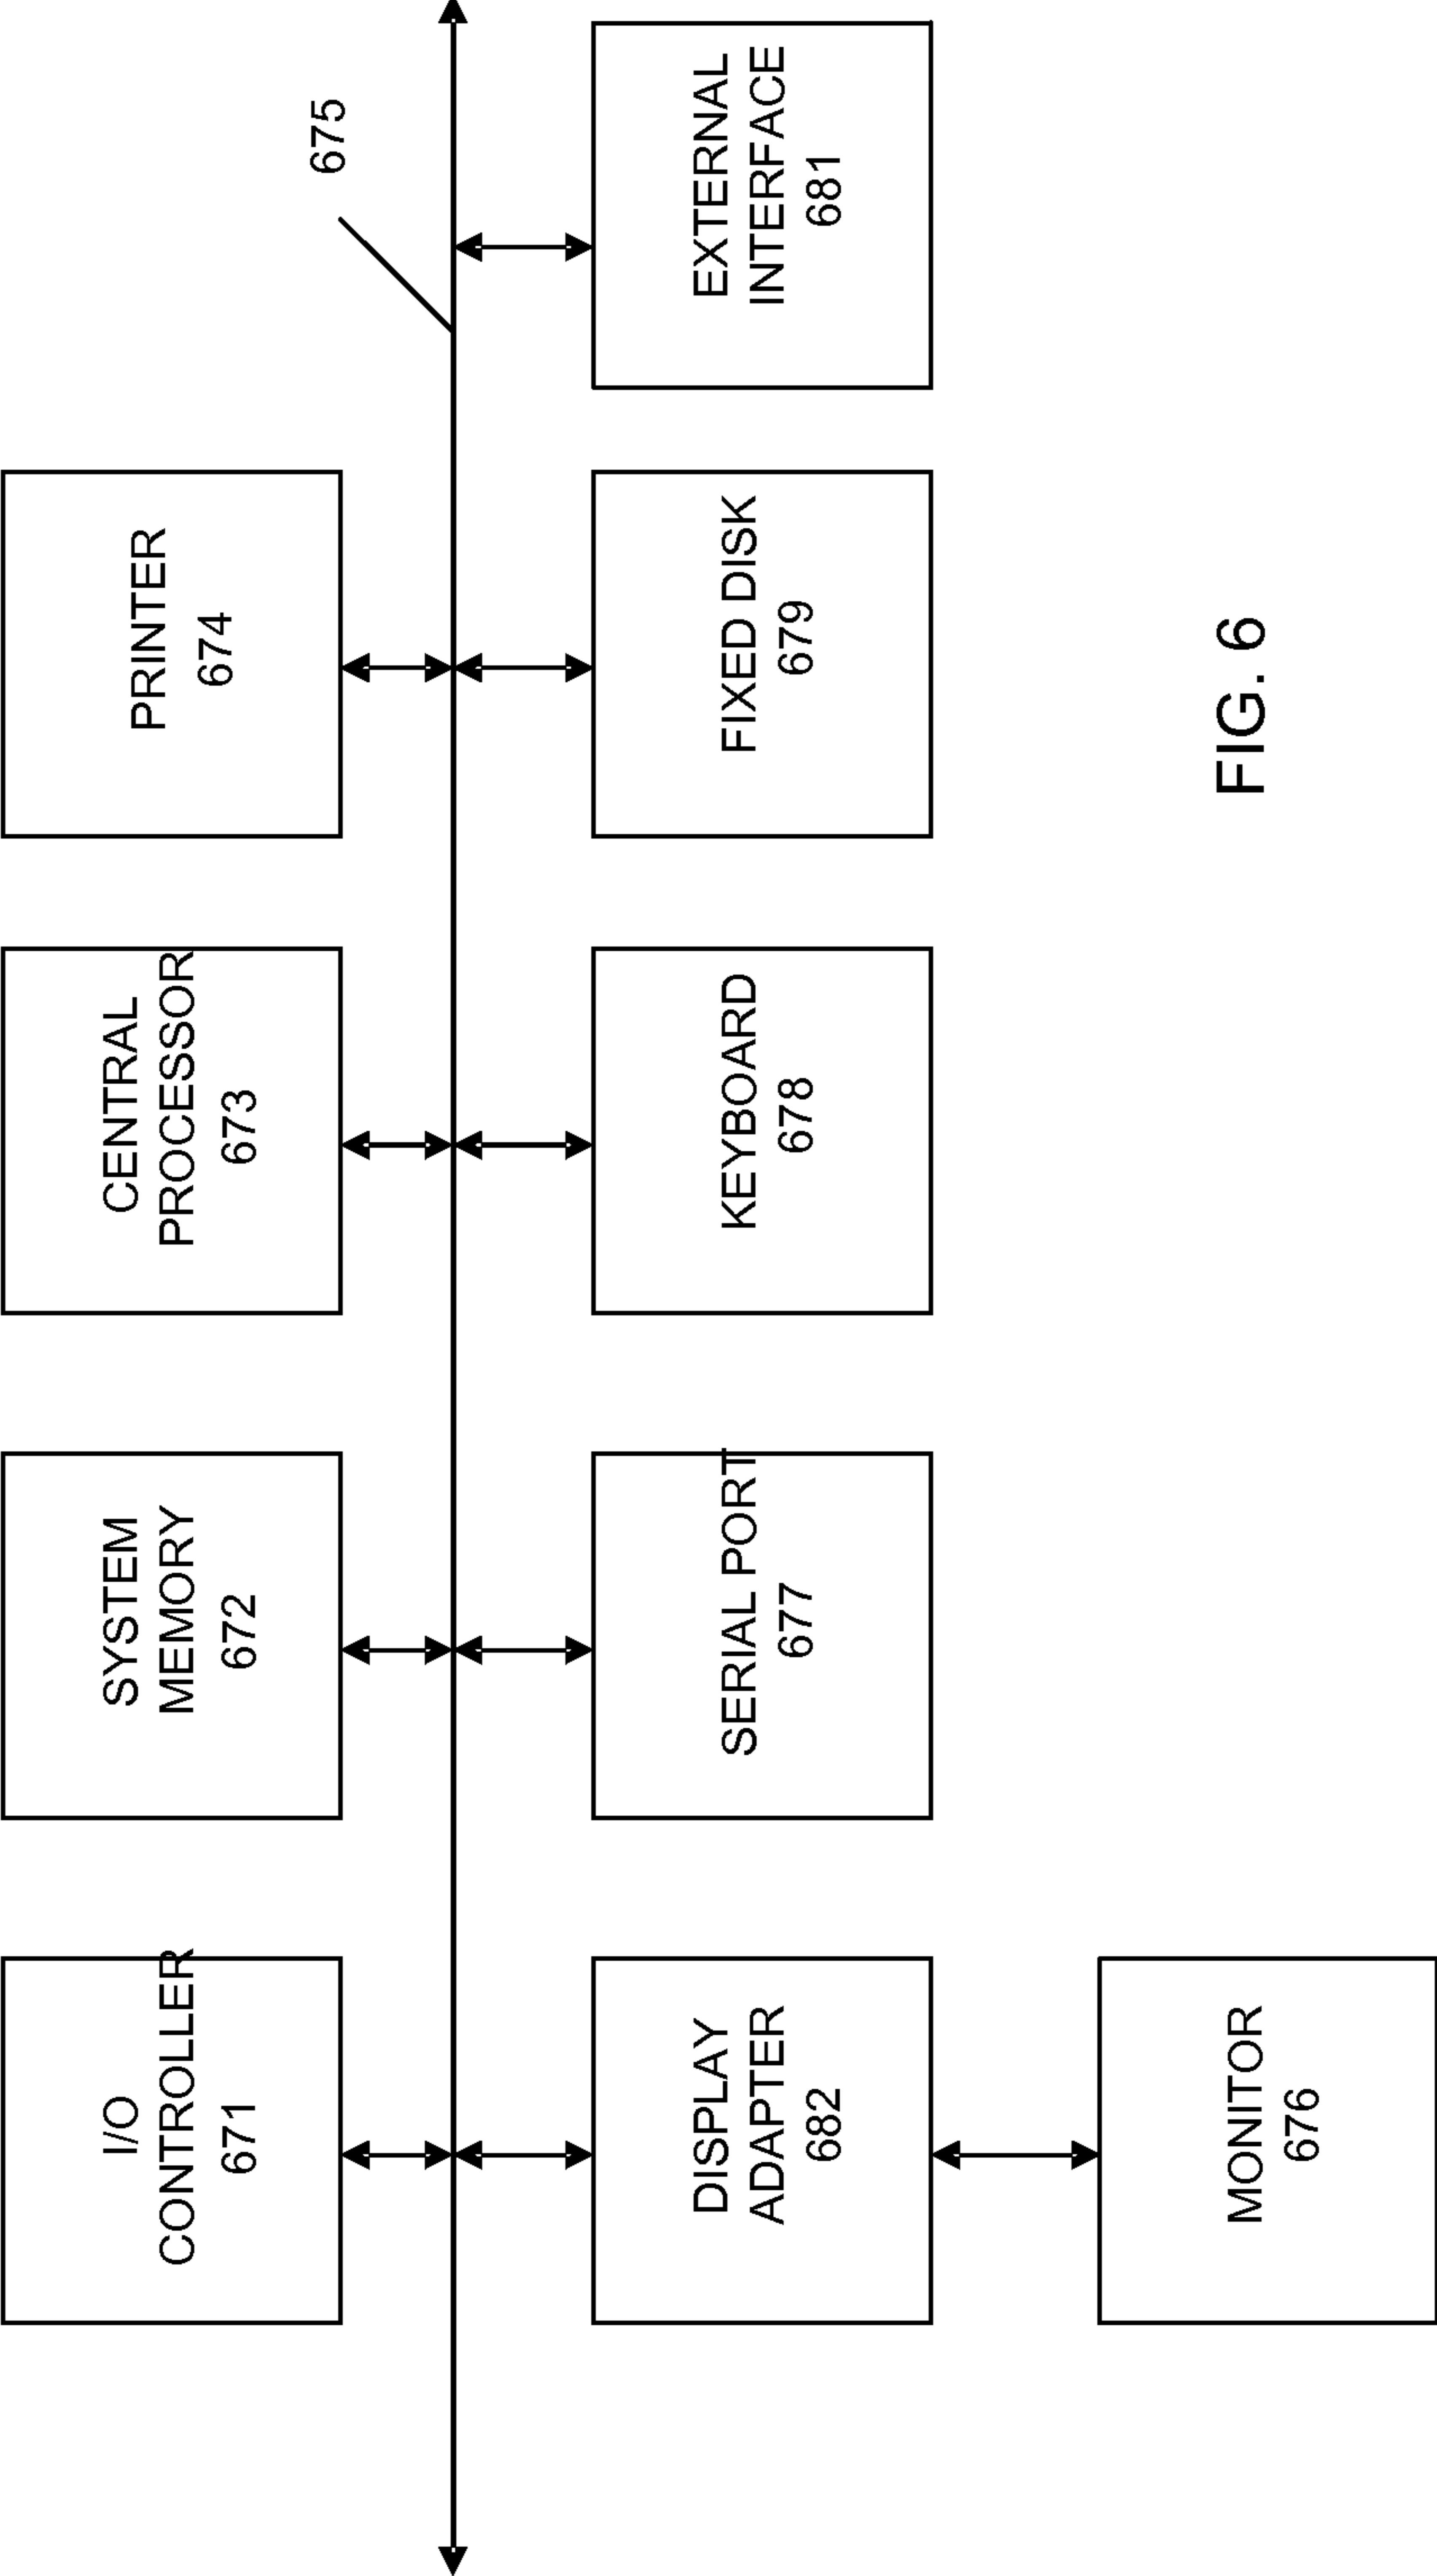 675
I/O
CONTROLLER
671
SYSTEM
MEMORY
672
CENTRAL
PROCESSOR
673
PRINTER
674
DISPLAY
ADAPTER
682
SERIAL PORT
677
KEYBOARD
678
FIXED DISK
679
EXTERNAL
INTERFACE
681
MONITOR
676
FIG. 6